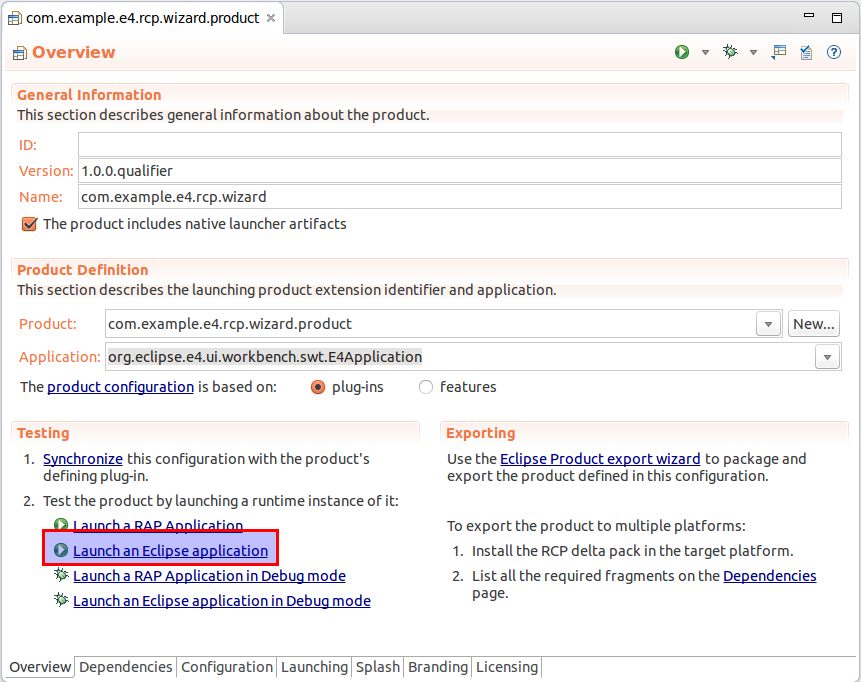 com.example.e4.rcp.wizard.product
Overview
General Information
This section describes general information about the product.
ID:
Version: 1.0.0.qualifier
Name: com.example.e4.rcp.wizard
The product includes native launcher artifacts
Product Definition
This section describes the launching product extension identifier and application.
Product: com.example.e4.rcp.wizard.product New...
Application: org.eclipse.e4.ui.workbench.swt.E4Application
The product configuration is based on: plug-ins features
Testing
1. Synchronize this configuration with the product's
defining plug-in.
2. Test the product by launching a runtime instance of it:
Launch a RAP Application
Launch an Eclipse application
Launch a RAP Application in Debug mode
Launch an Eclipse application in Debug mode
Exporting
Use the Eclipse Product export wizard to package and
export the product defined in this configuration.
To export the product to multiple platforms:
1. Install the RCP delta pack in the target platform.
2. List all the required fragments on the Dependencies
page.
Overview Dependencies Configuration Launching Splash Branding Licensing